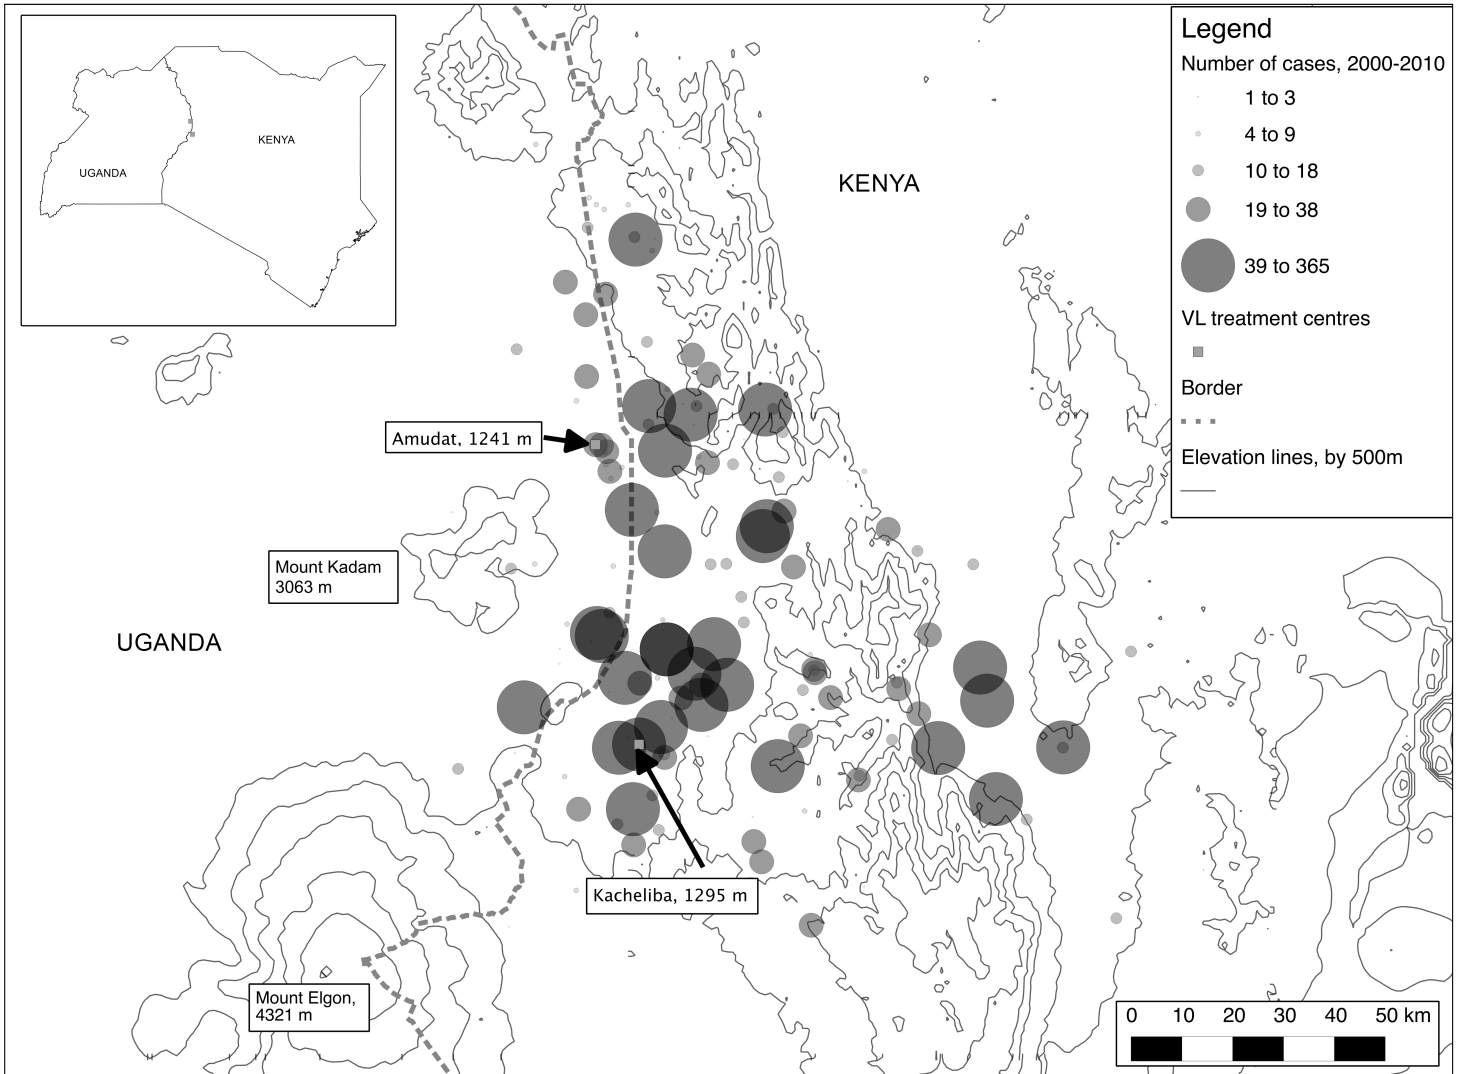 UGANDA
KENYA
KENYA
Legend
Number of cases, 2000-2010
1 to 3
4 to 9
10 to 18
19 to 38
39 to 365
VL treatment centres
Border
Elevation lines, by 500m
Amudat, 1241 m
Mount Kadam
3063 m
UGANDA
Kacheliba, 1295 m
Mount Elgon,
4321 m
0 10 20 30 40 50 km